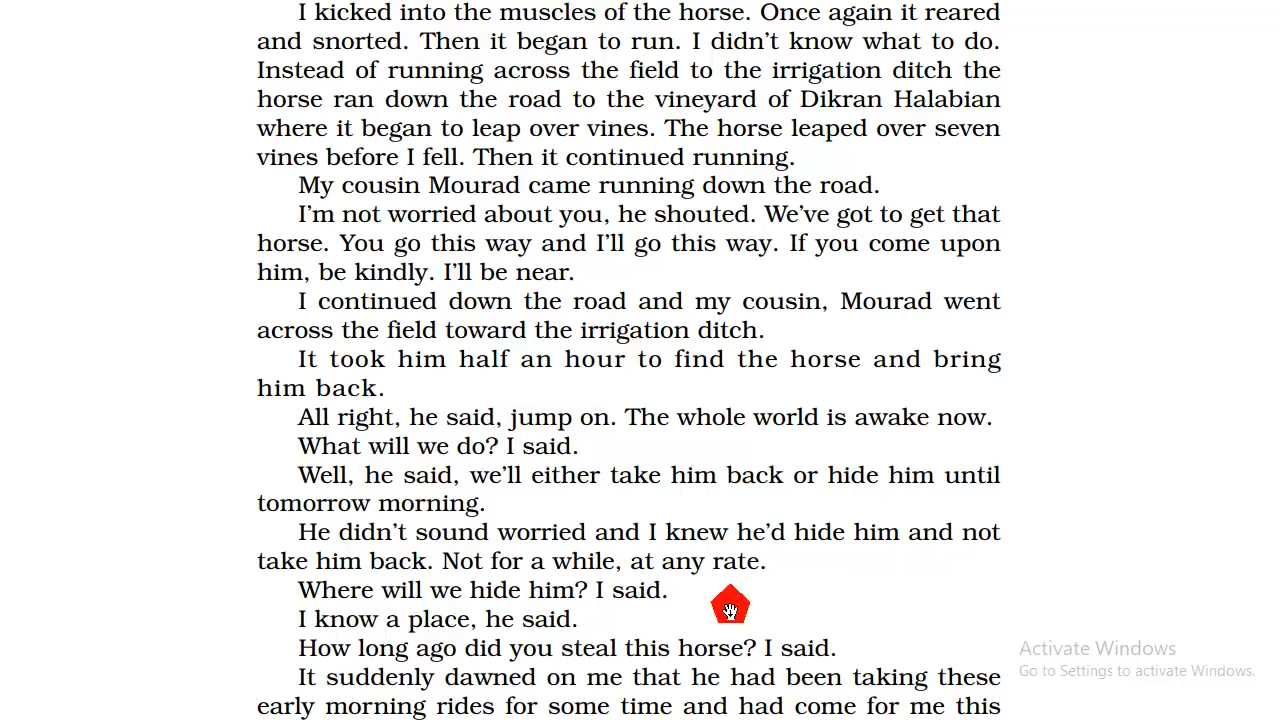 I kicked into the muscles of the horse. Once again it reared
and snorted. Then it began to run. I didn't know what to do.
Instead of running across the field to the irrigation ditch the
horse ran down the road to the vineyard of Dikran Halabian
where it began to leap over vines. The horse leaped over seven
vines before I fell. Then it continued running.
My cousin Mourad came running down the road.
I'm not worried about you, he shouted. We've got to get that
horse. You go this way and I'll go this way. If you come upon
him, be kindly. I'll be near.
I continued down the road and my cousin, Mourad went
across the field toward the irrigation ditch.
It took him half an hour to find the horse and bring
him back.
All right, he said, jump on. The whole world is awake now.
What will we do? I said.
Well, he said, we'll either take him back or hide him until
tomorrow morning.
He didn't sound worried and I knew he'd hide him and not
take him back. Not for a while, at any rate.
Where will we hide him? I said.
I know a place, he said.
How long ago did you steal this horse? I said.
It suddenly dawned on me that he had been taking these
early morning rides for some time and had come for me this
Activate Windows
Go to Settings to activate Windows.